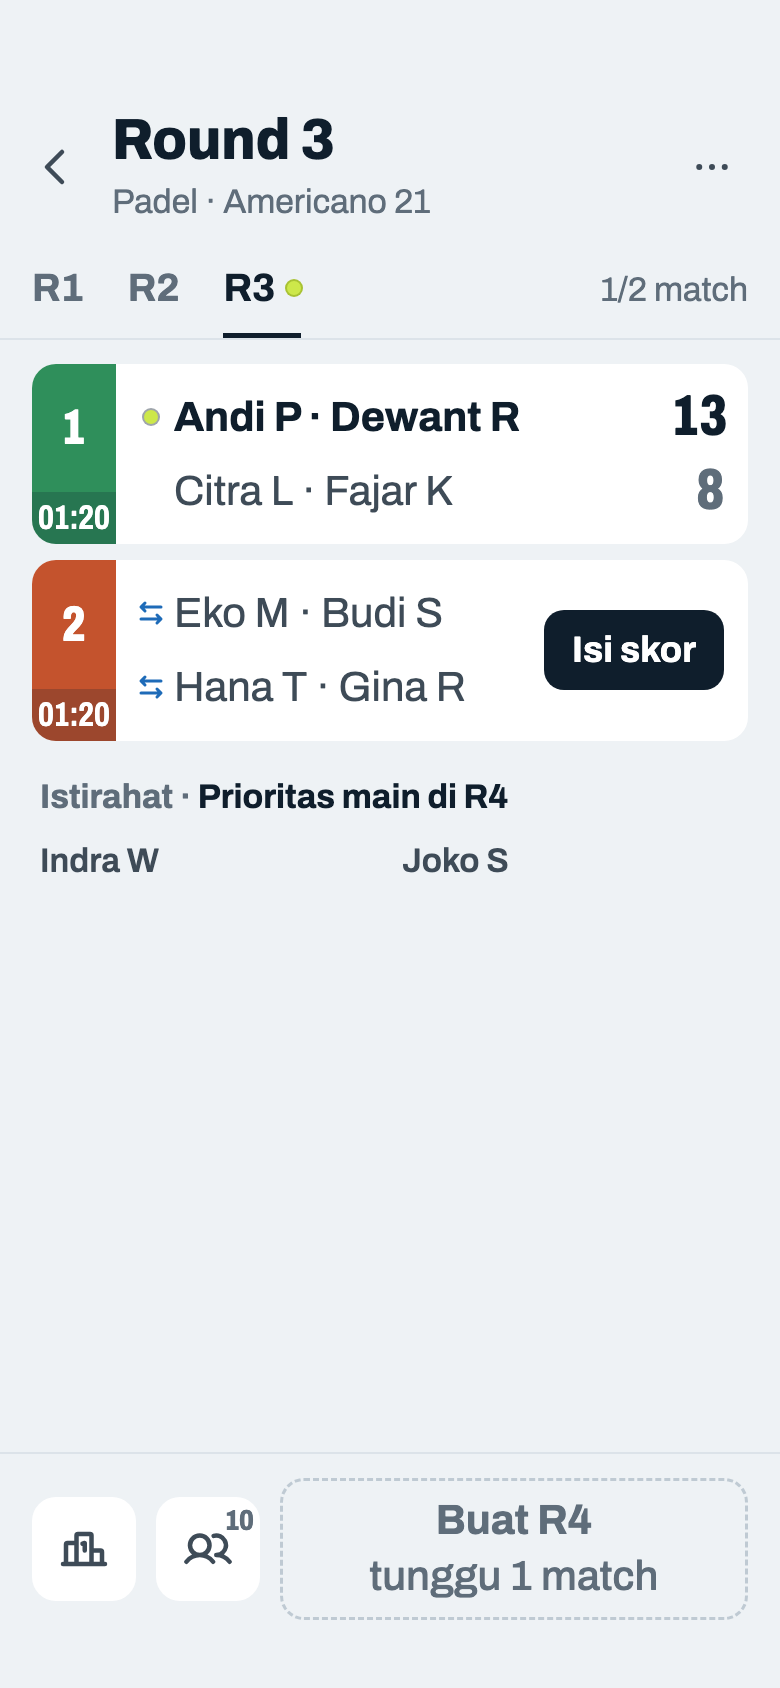 Round 3
Padel · Americano 21
R1 R2 R3 1/2 match
1
01:20
Andi P · Dewant R 13
Citra L · Fajar K 8
2
01:20
Eko M · Budi S
Hana T · Gina R
Isi skor
Istirahat · Prioritas main di R4
Indra W Joko S
10
Buat R4
tunggu 1 match